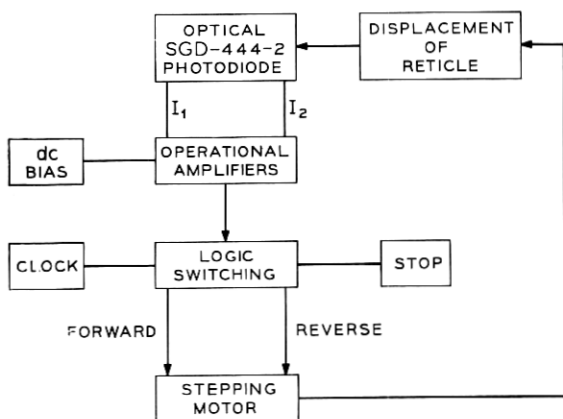 OPTICAL
SGD-444-2
PHOTODIODE
DISPLACEMENT
OF
RETICLE
I1
I2
dc
BIAS
OPERATIONAL
AMPLIFIERS
CLOCK
LOGIC
SWITCHING
STOP
FORWARD
REVERSE
STEPPING
MOTOR